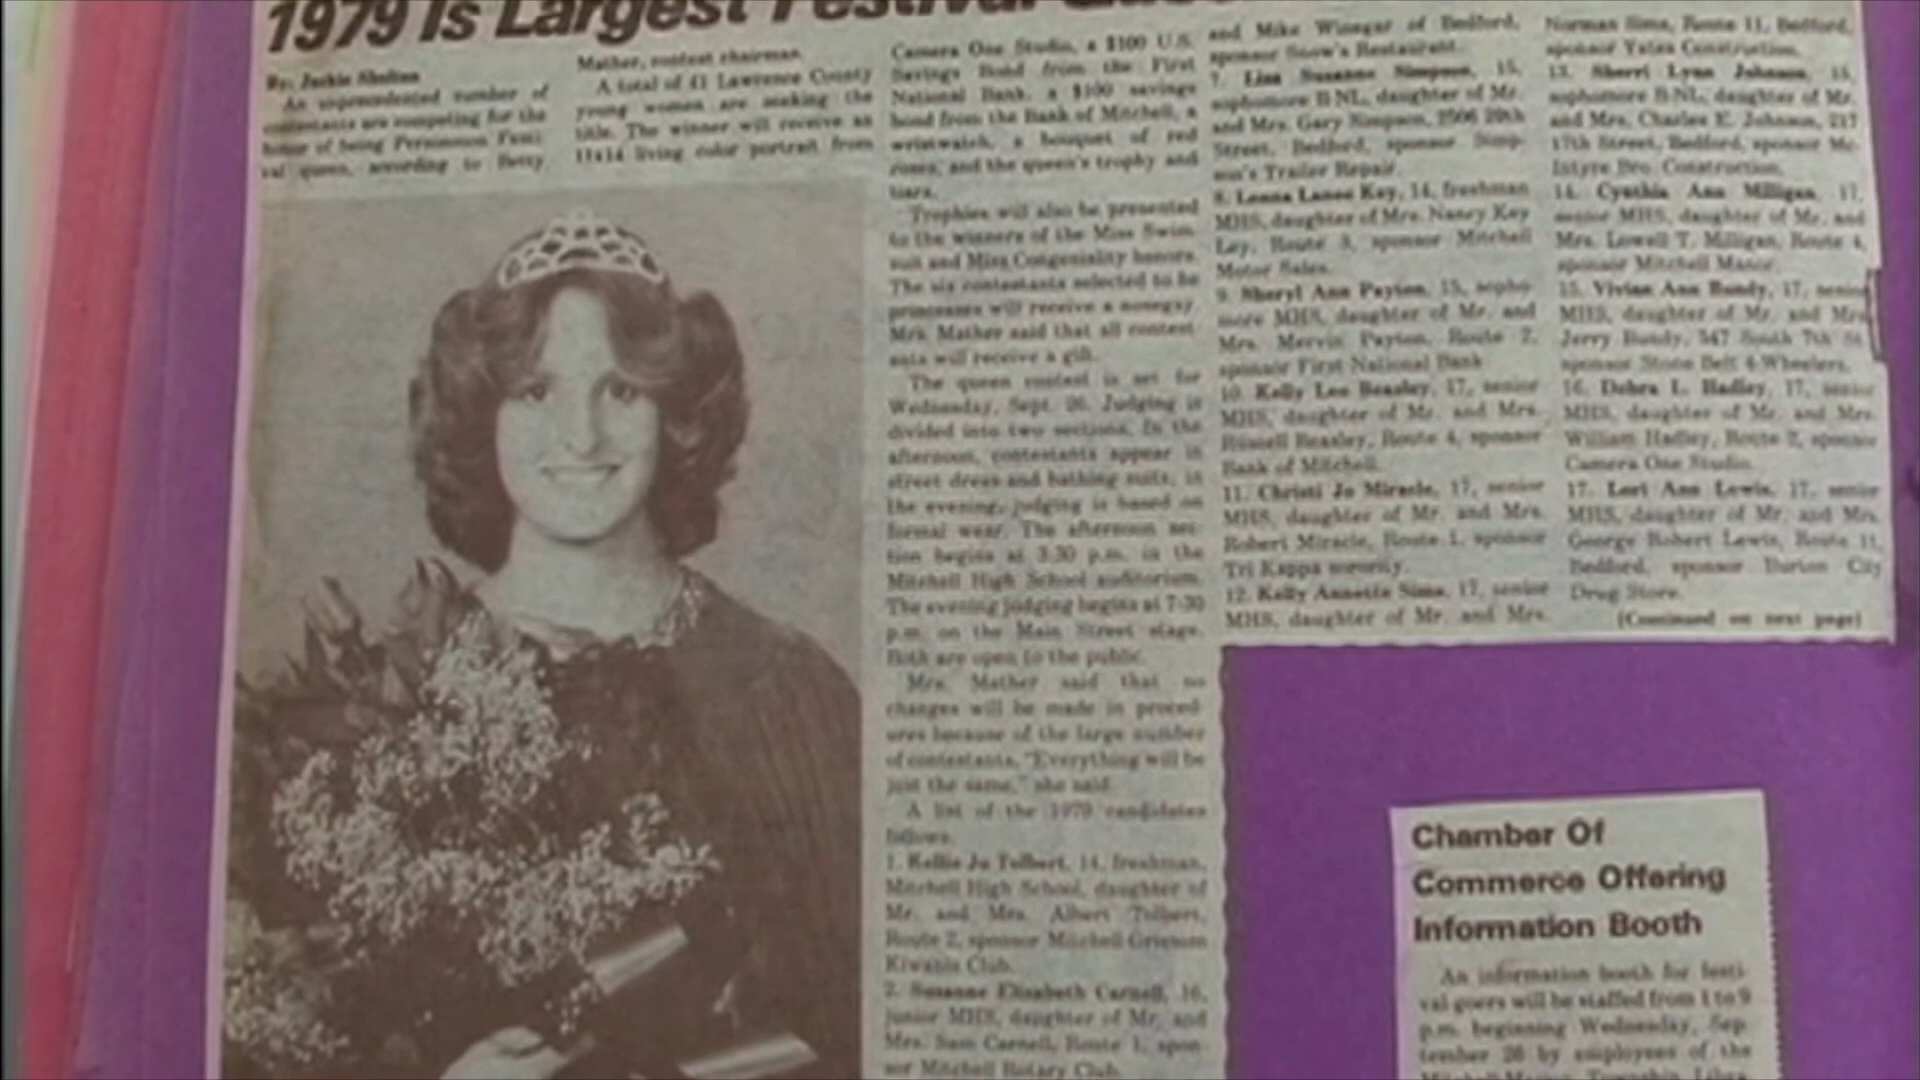 1979 Is Largest Festival
By: Jackie
An unprecedented number of
contestants are competing for the
honor of being Persimmon Festi-
val queen, according to Betty
Mather, contest chairman.
A total of 41 Lawrence County
young women are seeking the
title. The winner will receive an
11x14 living color portrait from
Camera One Studio, a $100 U.S.
Savings Bond from the First
National Bank, a $100 savings
bond from the Bank of Mitchell, a
wristwatch, a bouquet of red
roses, and the queen's trophy and
tiara.
Trophies will also be presented
to the winners of the Miss Swim-
suit and Miss Congeniality honors.
The six contestants selected to be
princesses will receive a nosegay.
Mrs. Mather said that all contest-
ants will receive a gift.
The queen contest is set for
Wednesday, Sept. 26. Judging is
divided into two sections. In the
afternoon, contestants appear in
street dress and bathing suits, in
the evening, judging is based on
formal wear. The afternoon sec-
tion begins at 3:30 p.m. in the
Mitchell High School auditorium.
The evening judging begins at 7:30
p.m. on the Main Street stage.
Both are open to the public.
Mrs. Mather said that no
changes will be made in proced-
ures because of the large number
of contestants. "Everything will be
just the same," she said.
A list of the 1979 candidates
follows.
1. Kellie Jo Tolbert, 14, freshman,
Mitchell High School, daughter of
Mr. and Mrs. Albert Tolbert,
Route 2, sponsor Mitchell
Kiwanis Club.
2. Susanne Elisabeth Carnell, 16,
junior MHS, daughter of Mr. and
Mrs. Sam Carnell, Route 1, spon-
sor Mitchell Rotary Club.
and Mike Winegar of Bedford,
sponsor Snow's Restaurant.
7. Lisa Susanne Simpson, 15,
sophomore B-NL, daughter of Mr.
and Mrs. Gary Simpson, 2506 29th
Street, Bedford, sponsor Simp-
son's Trailer Repair.
8. Leana Lanee Key, 14, freshman
MHS, daughter of Mrs. Nancy Key
Ley, Route 3, sponsor Mitchell
Motor Sales.
9. Sheryl Ann Payton, 15, sopho-
more MHS, daughter of Mr. and
Mrs. Mervin Payton, Route 2,
sponsor First National Bank
10. Kelly Lee Beasley, 17, senior
MHS, daughter of Mr. and Mrs.
Russell Beasley, Route 4, sponsor
Bank of Mitchell.
11. Christi Jo Miracle, 17, senior
MHS, daughter of Mr. and Mrs.
Robert Miracle, Route 1, sponsor
Tri Kappa sorority.
12. Kelly Annette Sims, 17, senior
MHS, daughter of Mr. and Mrs.
Norman Sims, Route 11, Bedford,
sponsor Yates Construction.
13. Sherri Lynn Johnson, 15,
sophomore B-NL, daughter of Mr.
and Mrs. Charles E. Johnson, 217
17th Street, Bedford, sponsor Mc-
Intyre Bro. Construction.
14. Cynthia Ann Milligan, 17,
senior MHS, daughter of Mr. and
Mrs. Lowell T. Milligan, Route 4,
sponsor Mitchell Manor.
15. Vivian Ann Bundy, 17, senior
MHS, daughter of Mr. and Mrs.
Jerry Bundy, 547 South 7th St.
sponsor Stone Belt 4-Wheelers.
16. Debra L. Hadley, 17, senior
MHS, daughter of Mr. and Mrs.
William Hadley, Route 2, sponsor
Camera One Studio.
17. Lori Ann Lewis, 17, senior
MHS, daughter of Mr. and Mrs.
George Robert Lewis, Route 11,
Bedford, sponsor Burton City
Drug Store.
(Continued on next page)
Chamber Of
Commerce Offering
Information Booth
An information booth for festi-
val goers will be staffed from 1 to 9
p.m. beginning Wednesday, Sep-
tember 26 by employees of the